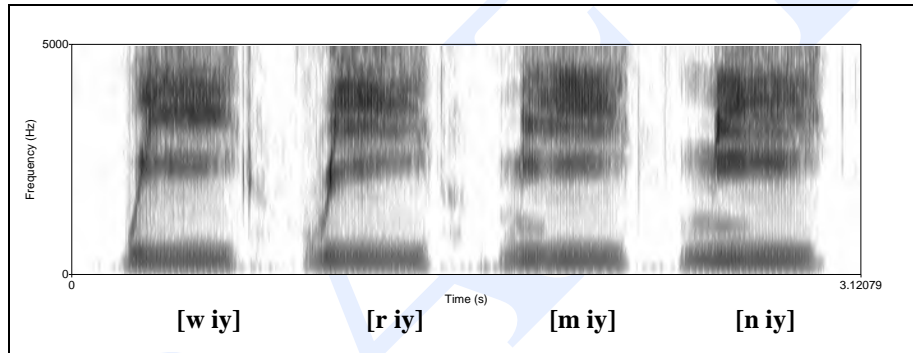 5000
Frequency (Hz)
0
0
3.12079
Time (s)
[w iy] [r iy] [m iy] [n iy]